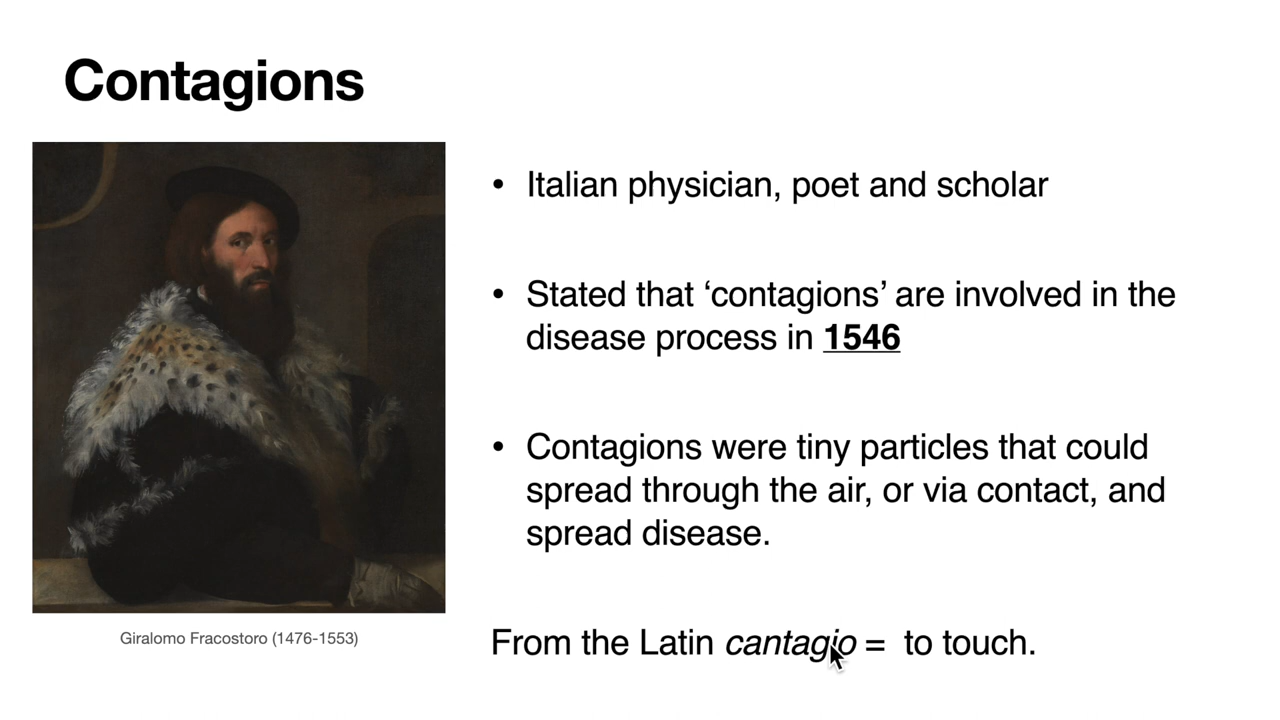 Contagions
• Italian physician, poet and scholar
• Stated that ‘contagions’ are involved in the
disease process in 1546
• Contagions were tiny particles that could
spread through the air, or via contact, and
spread disease.
Giralomo Fracostoro (1476-1553)
From the Latin cantagio = to touch.